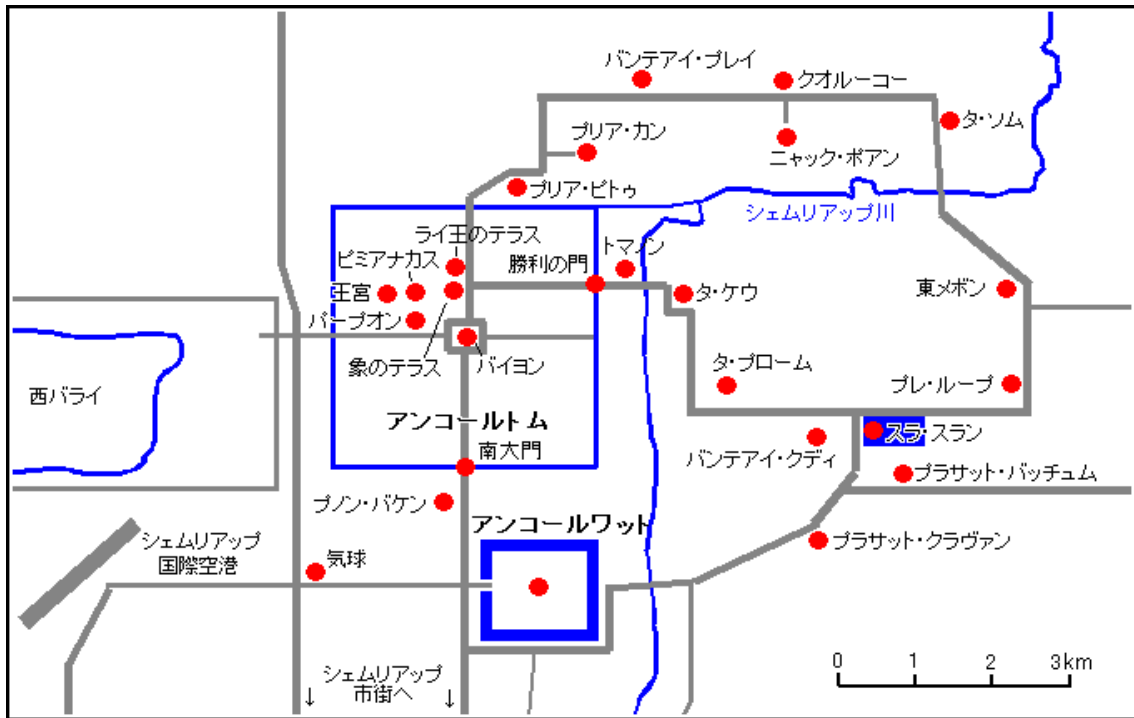 バンテアイ・プレイ
クオルーコー
タ・ソム
プリア・カン
ニャック・ポアン
プリア・ピトゥ
シェムリアップ川
ライ王のテラス
トマノン
ピミアナカス
勝利の門
王宮
タ・ケウ
東メボン
パープオン
象のテラス
バイヨン
タ・プローム
プレ・ループ
西バライ
アンコールトム
スラ・スラン
南大門
バンテアイ・クディ
プラサット・バッチュム
プノン・バケン
アンコールワット
シェムリアップ
国際空港
気球
プラサット・クラヴァン
シェムリアップ
市街へ
↓ ↓
0 1 2 3km